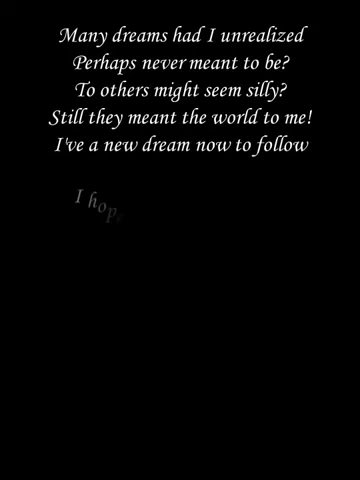 Many dreams had I unrealized
Perhaps never meant to be?
To others might seem silly?
Still they meant the world to me!
I've a new dream now to follow
I hop